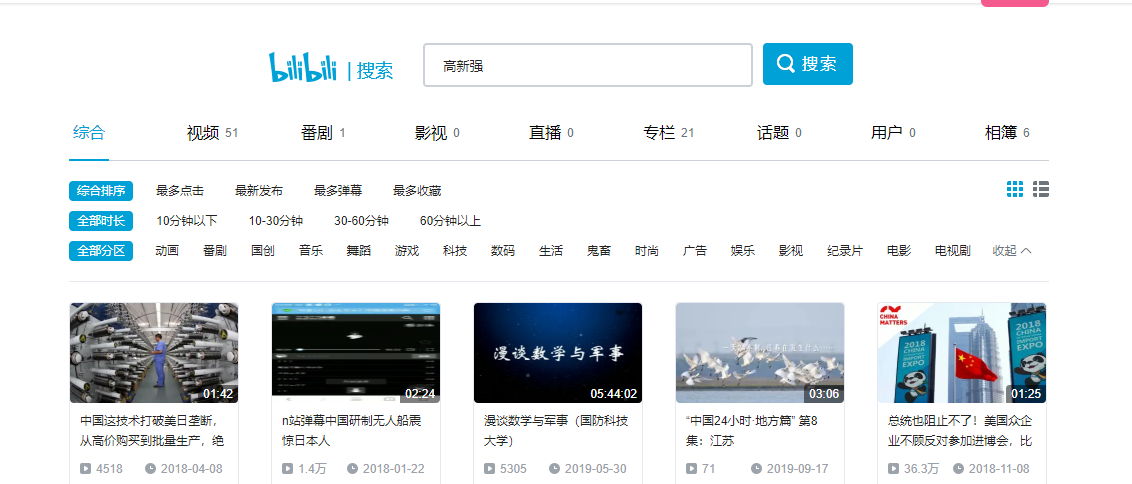 bilibili | 搜索
高新强
搜索
综合 视频 51 番剧 1 影视 0 直播 0 专栏 21 话题 0 用户 0 相簿 6
综合排序 最多点击 最新发布 最多弹幕 最多收藏
全部时长 10分钟以下 10-30分钟 30-60分钟 60分钟以上
全部分区 动画 番剧 国创 音乐 舞蹈 游戏 科技 数码 生活 鬼畜 时尚 广告 娱乐 影视 纪录片 电影 电视剧 收起
01:42
中国这技术打破美日垄断，
从高价购买到批量生产，绝
4518 2018-04-08
02:24
n站弹幕中国研制无人船震
惊日本人
1.4万 2018-01-22
漫谈数学与军事
05:44:02
漫谈数学与军事（国防科技
大学）
5305 2019-05-30
03:06
“中国24小时·地方篇” 第8
集：江苏
71 2019-09-17
CHINA
MATTERS
2018
CHINA
IMPORT
EXPO
2018
CHINA
IMPORT
EXPO
01:25
总统也阻止不了！美国众企
业不顾反对参加进博会，比
36.3万 2018-11-08